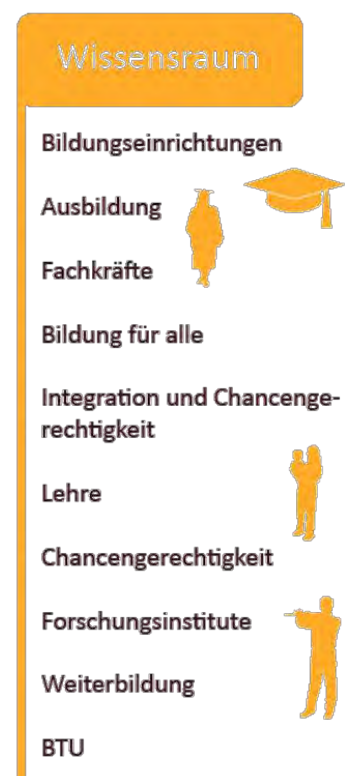 Wissensraum
Bildungseinrichtungen
Ausbildung
Fachkräfte
Bildung für alle
Integration und Chancenge-
rechtigkeit
Lehre
Chancengerechtigkeit
Forschungsinstitute
Weiterbildung
BTU